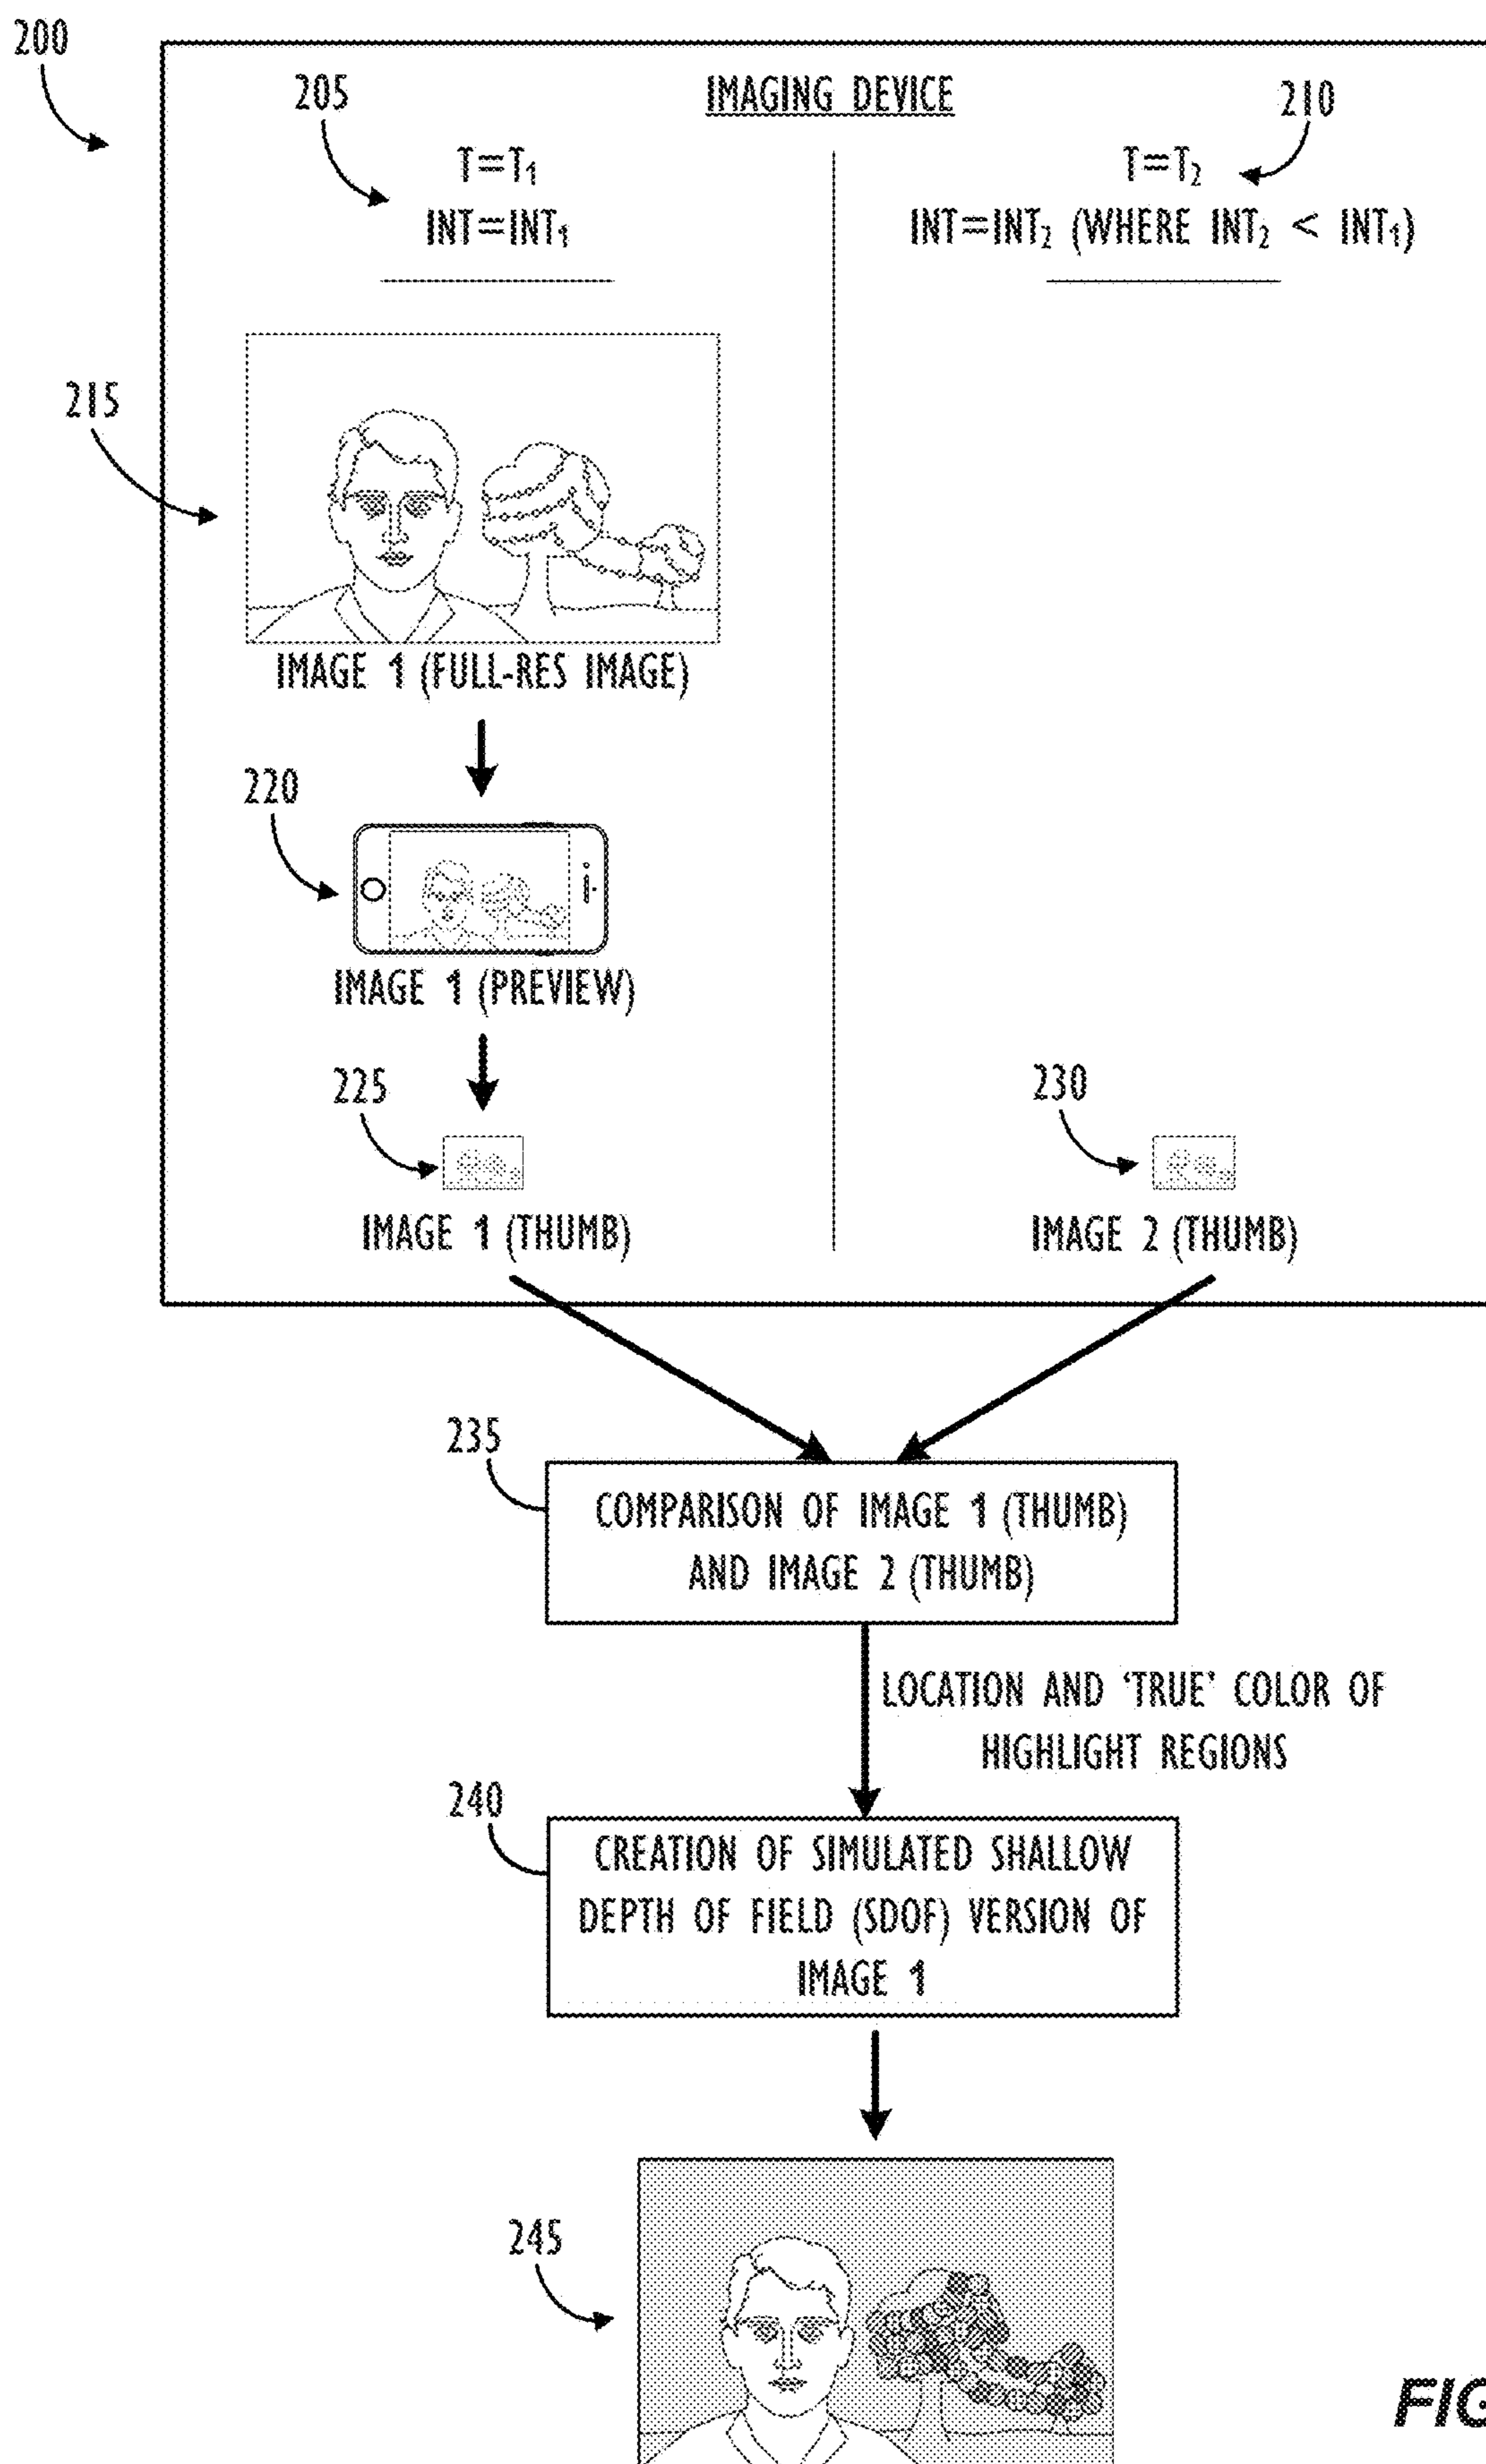 200
IMAGING DEVICE
205
210
T=T₁
INT=INT₁
T=T₂
INT=INT₂ (WHERE INT₂ < INT₁)
215
IMAGE 1 (FULL-RES IMAGE)
220
IMAGE 1 (PREVIEW)
225
IMAGE 1 (THUMB)
230
IMAGE 2 (THUMB)
235
COMPARISON OF IMAGE 1 (THUMB)
AND IMAGE 2 (THUMB)
LOCATION AND ‘TRUE’ COLOR OF
HIGHLIGHT REGIONS
240
CREATION OF SIMULATED SHALLOW
DEPTH OF FIELD (SDOF) VERSION OF
IMAGE 1
245